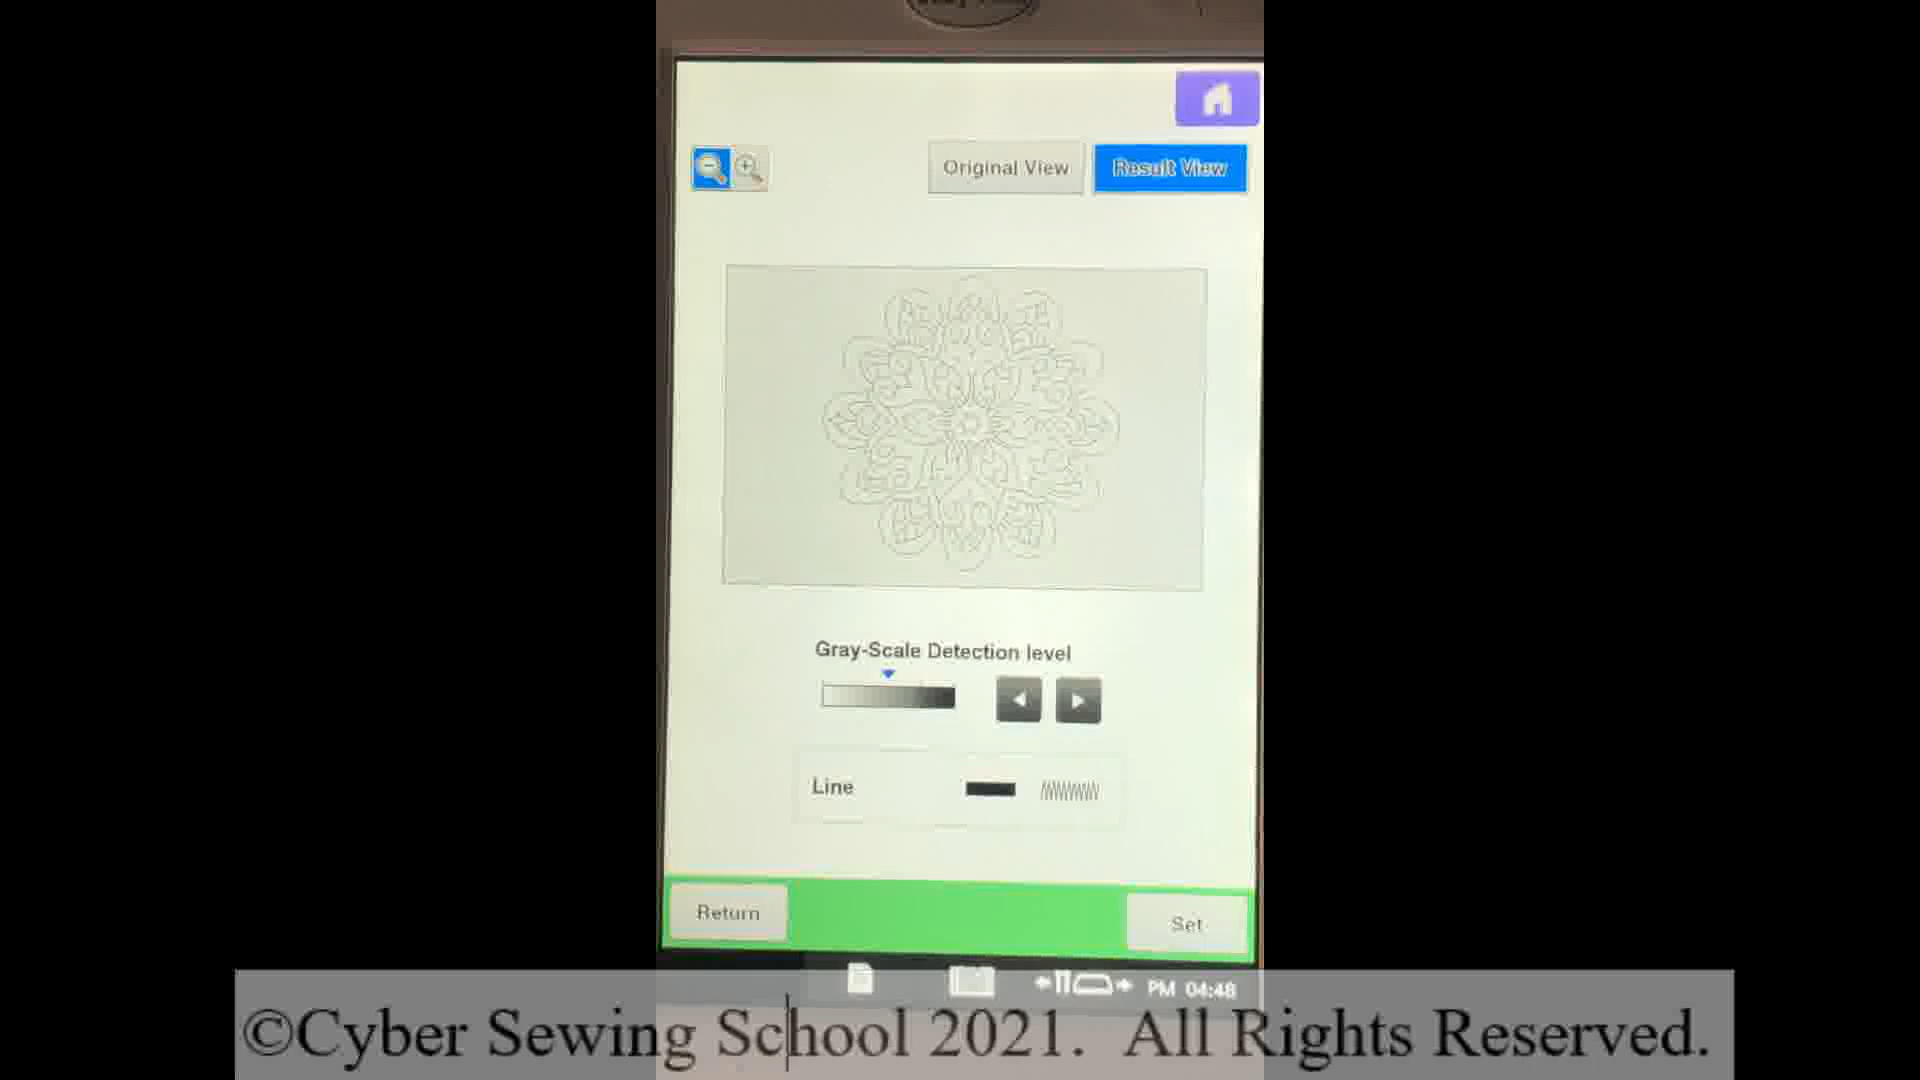 Original View
Result View
Gray-Scale Detection level
Line
Return
Set
PM 04:48
©Cyber Sewing School 2021. All Rights Reserved.